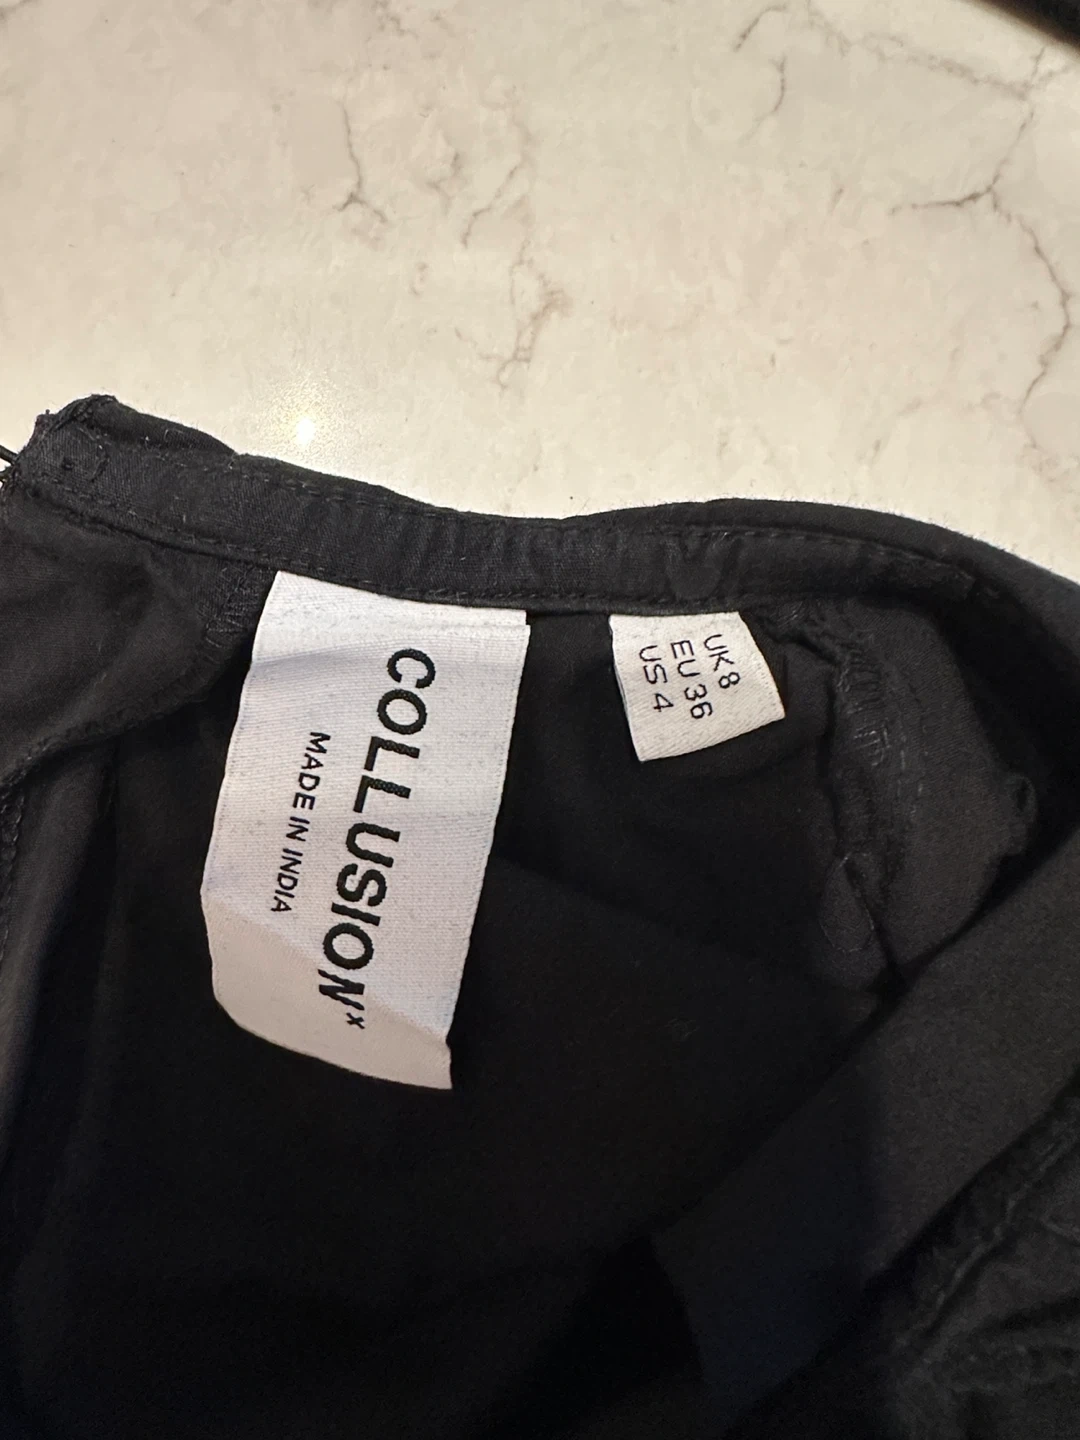 COLLUSION x
MADE IN INDIA
UK 8
EU 36
US 4